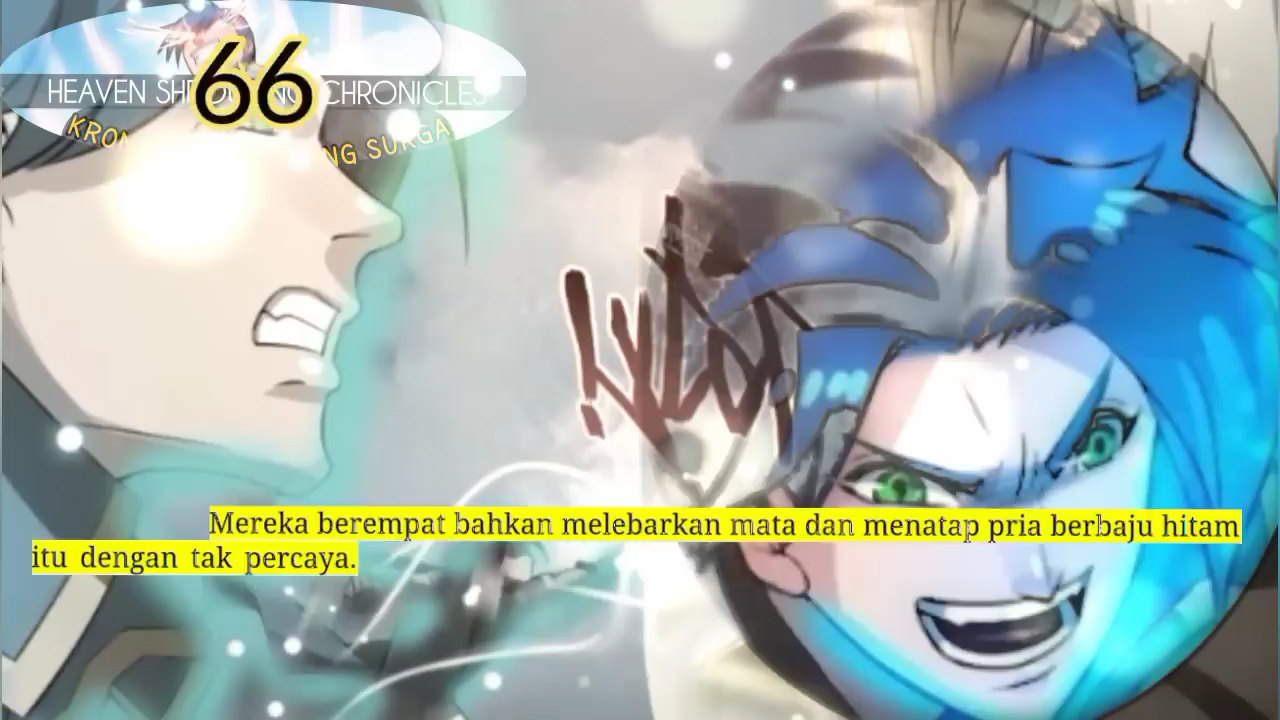 66
HEAVEN SH CHRONICLES
KRON NG SURGA
Mereka berempat bahkan melebarkan mata dan menatap pria berbaju hitam
itu dengan tak percaya.